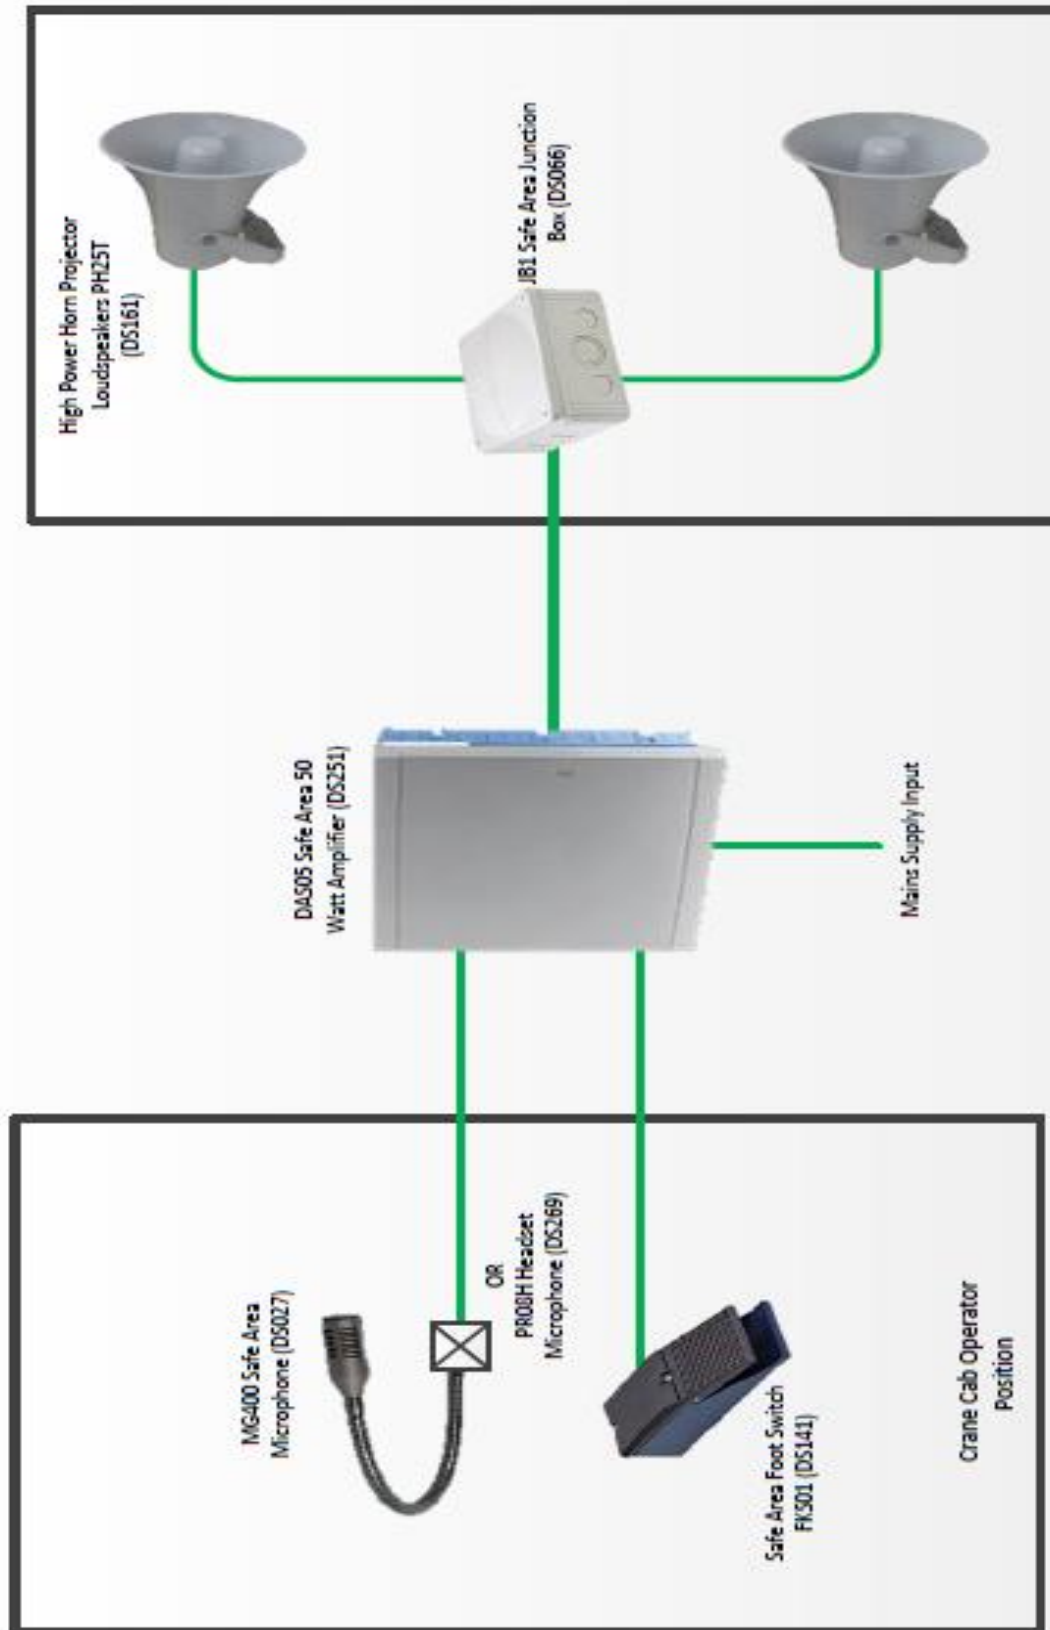 MG400 Safe Area
Microphone (DS027)
OR
PR08H Headset
Microphone (DS269)
Safe Area Foot Switch
FKS01 (DS141)
Crane Cab Operator
Position
DAS05 Safe Area 50
Watt Amplifier (DS251)
Mains Supply Input
High Power Horn Projector
Loudspeakers PH25T
(DS161)
JB1 Safe Area Junction
Box (DS066)